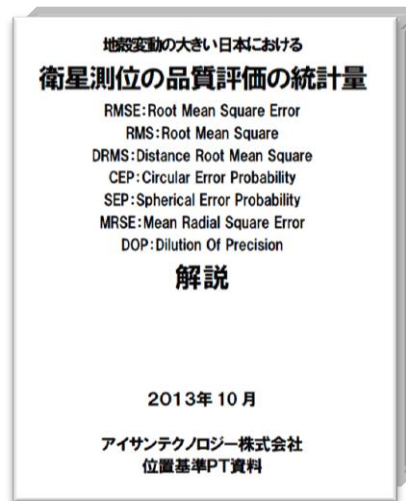 地殻変動の大きい日本における
衛星測位の品質評価の統計量
RMSE:Root Mean Square Error
RMS:Root Mean Square
DRMS:Distance Root Mean Square
CEP:Circular Error Probability
SEP:Spherical Error Probability
MRSE:Mean Radial Square Error
DOP:Dilution Of Precision
解説
2013年10月
アイサンテクノロジー株式会社
位置基準PT資料